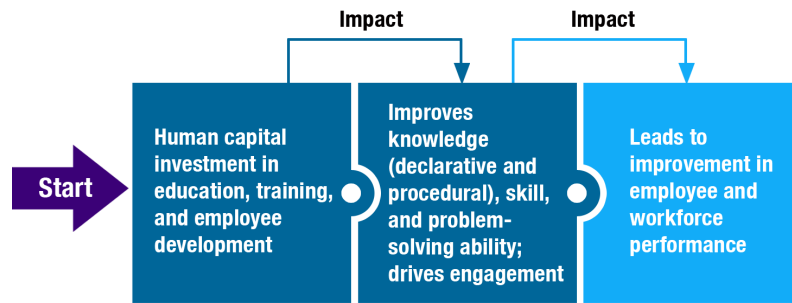 Impact
Impact
Start
Human capital
investment in
education, training,
and employee
development
Improves
knowledge
(declarative and
procedural), skill,
and problem-
solving ability;
drives engagement
Leads to
improvement in
employee and
workforce
performance